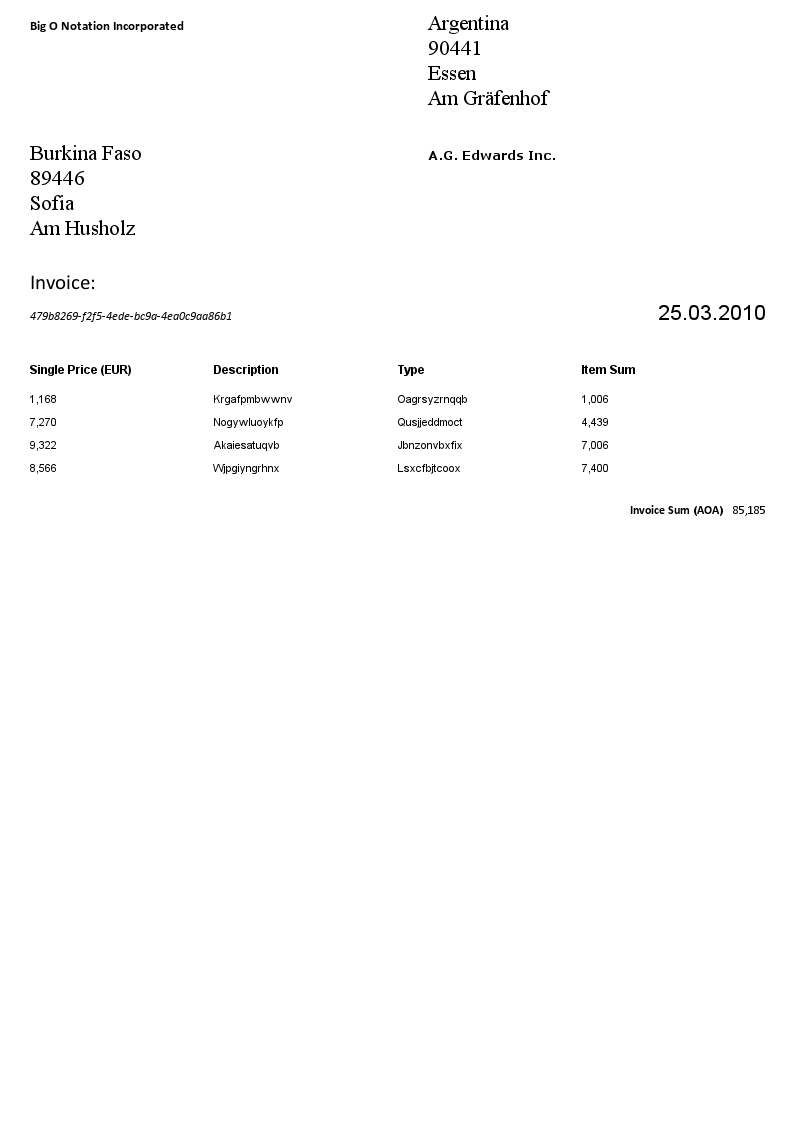 Big O Notation Incorporated
Argentina
90441
Essen
Am Gräfenhof
Burkina Faso
89446
Sofia
Am Husholz
A.G. Edwards Inc.
Invoice:
479b8269-f2f5-4ede-bc9a-4ea0c9aa86b1
25.03.2010
Single Price (EUR) Description Type Item Sum
1,168 Krgafpmbwwnv Oagrsyzrnqqb 1,006
7,270 Nogywluoykfp Qusjjeddmoct 4,439
9,322 Akaiesatuqvb Jbnzonvbxfix 7,006
8,566 Wjpgiyngrhnx Lsxcfbjtcoox 7,400
Invoice Sum (AOA) 85,185